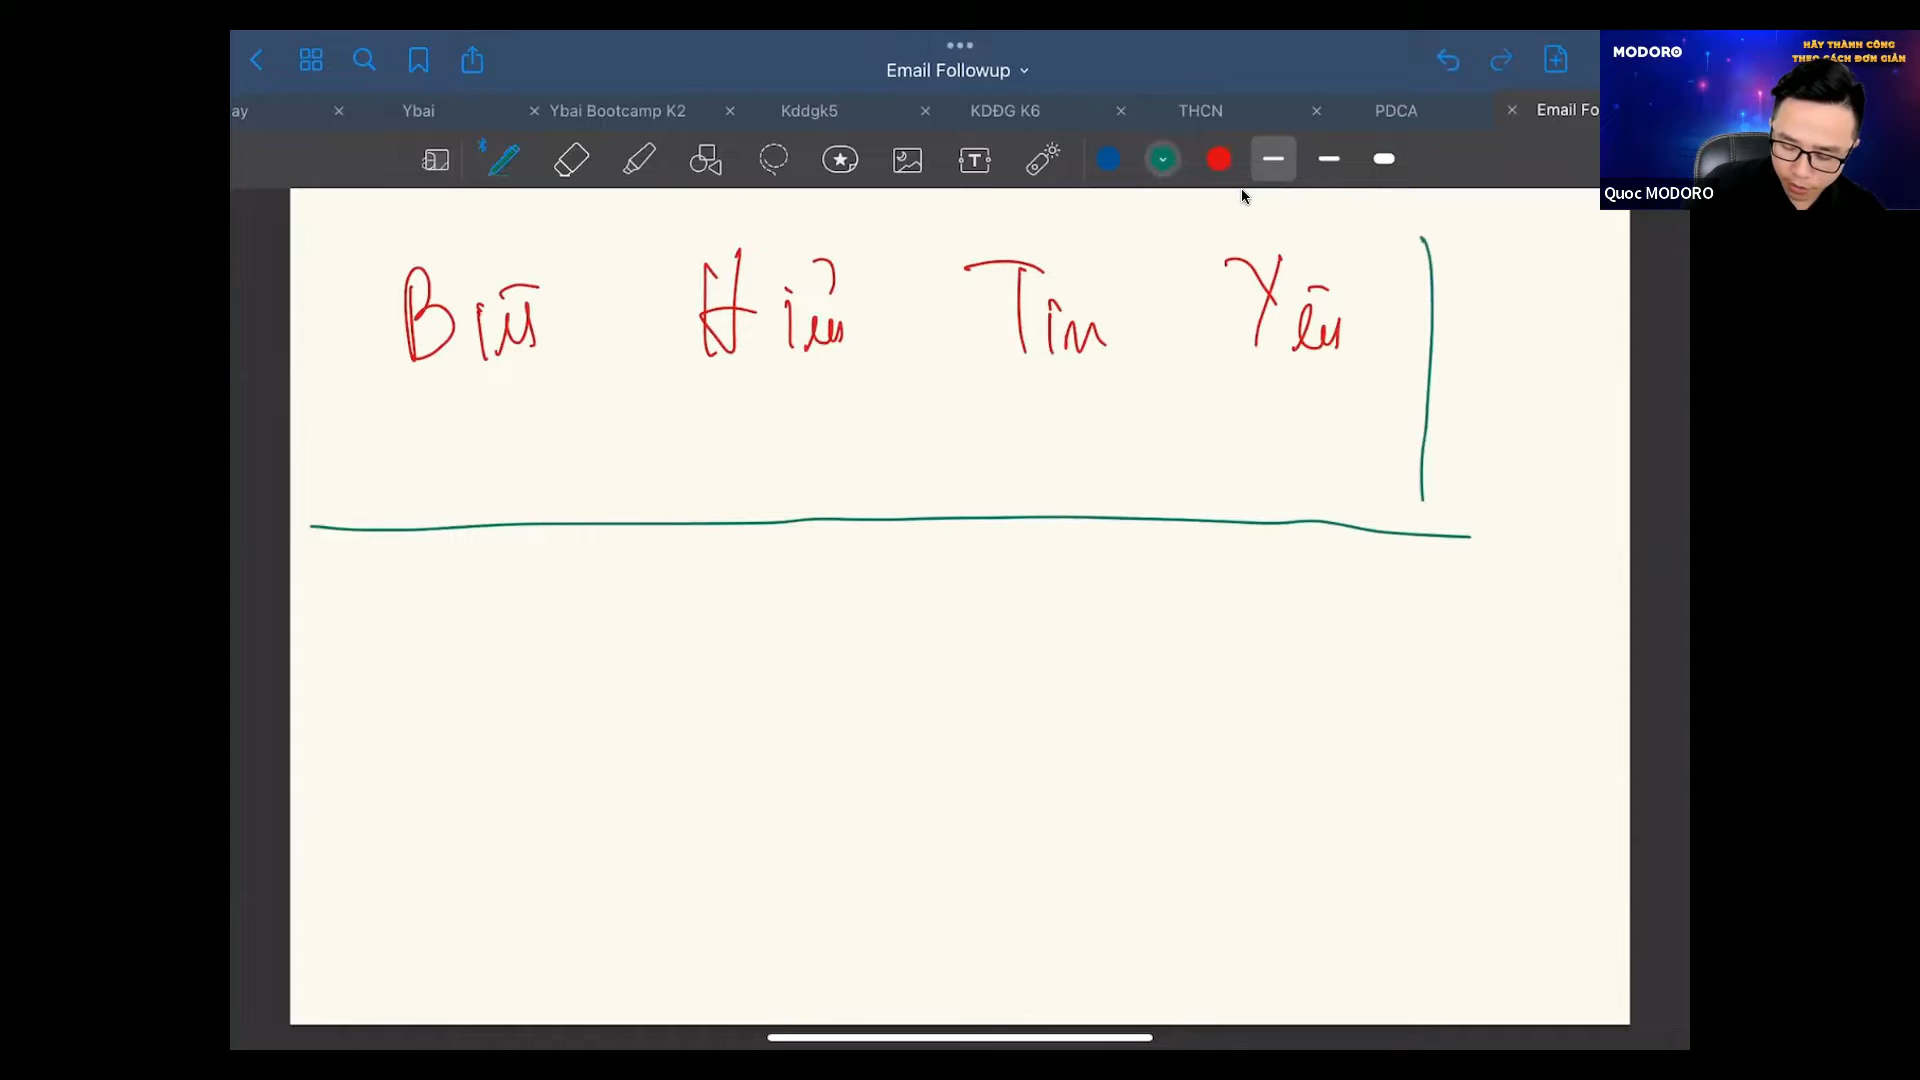 Email Followup
MODORO
HÃY THÀNH CÔNG
THEO CÁCH ĐƠN GIẢN
ay Ybai Ybai Bootcamp K2 Kddgk5 KDĐG K6 THCN PDCA Email Fo
T
Quoc MODORO
Biết Hiểu Tin Yêu